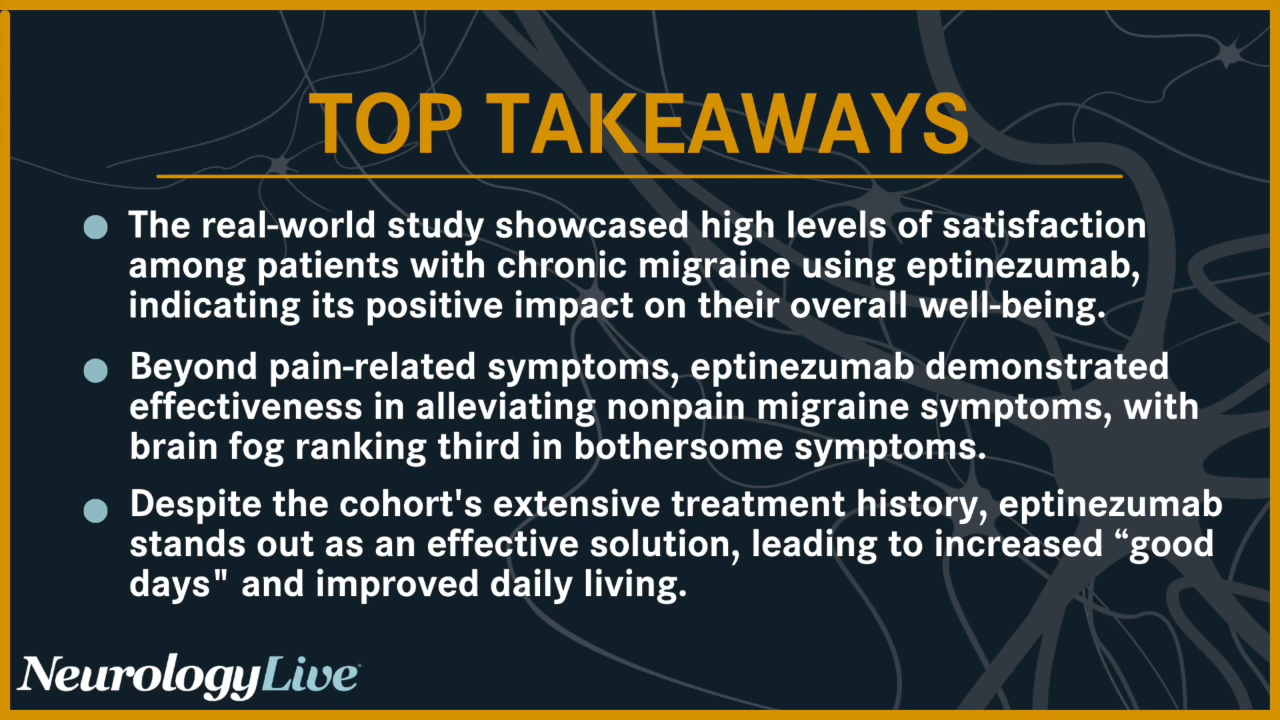 TOP TAKEAWAYS
The real-world study showcased high levels of satisfaction
among patients with chronic migraine using eptinezumab,
indicating its positive impact on their overall well-being.
Beyond pain-related symptoms, eptinezumab demonstrated
effectiveness in alleviating nonpain migraine symptoms, with
brain fog ranking third in bothersome symptoms.
Despite the cohort's extensive treatment history, eptinezumab
stands out as an effective solution, leading to increased “good
days" and improved daily living.
NeurologyLive